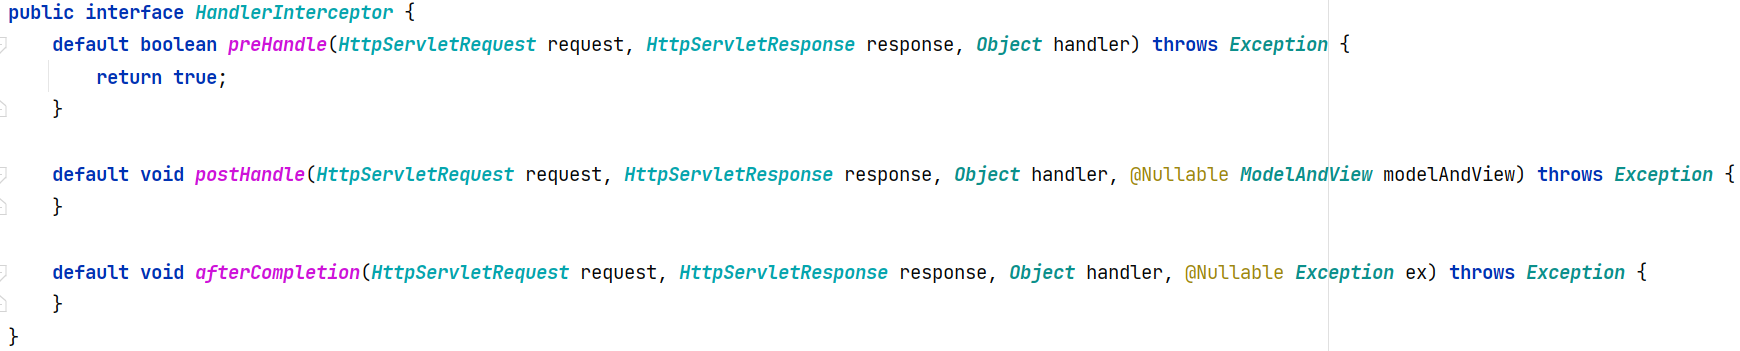 public interface HandlerInterceptor {
    default boolean preHandle(HttpServletRequest request, HttpServletResponse response, Object handler) throws Exception {
        return true;
    }
    default void postHandle(HttpServletRequest request, HttpServletResponse response, Object handler, @Nullable ModelAndView modelAndView) throws Exception {
    }
    default void afterCompletion(HttpServletRequest request, HttpServletResponse response, Object handler, @Nullable Exception ex) throws Exception {
    }
}